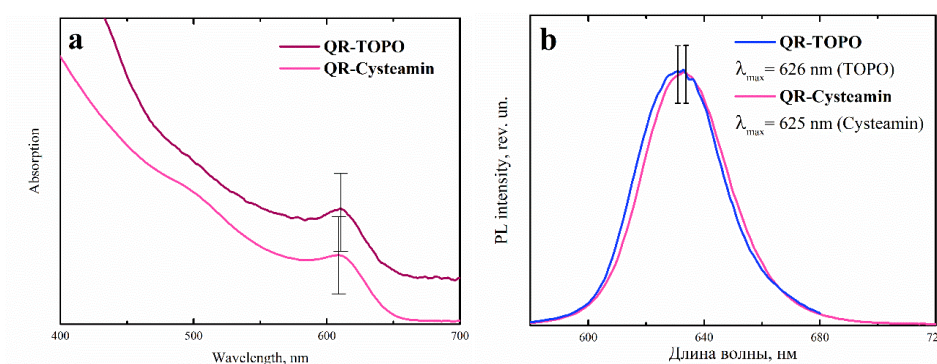 a
QR-TOPO
QR-Cysteamin
Absorption
400
500
600
700
Wavelength, nm
b
QR-TOPO
λmax= 626 nm (TOPO)
QR-Cysteamin
λmax= 625 nm (Cysteamin)
PL intensity, rev. un.
600
640
680
72
Длина волны, нм